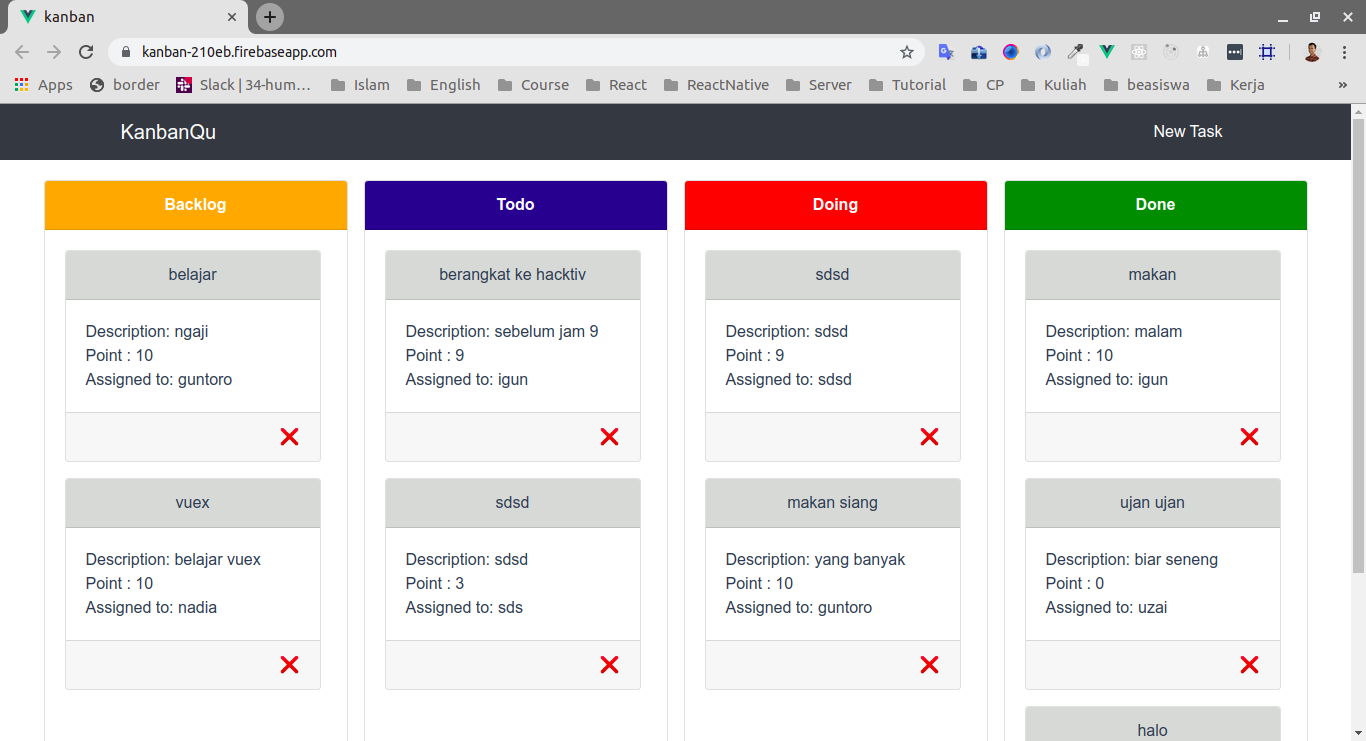 kanban
kanban-210eb.firebaseapp.com
Apps border Slack | 34-hum... Islam English Course React ReactNative Server Tutorial CP Kuliah beasiswa Kerja »
KanbanQu New Task
Backlog
belajar
Description: ngaji
Point : 10
Assigned to: guntoro
vuex
Description: belajar vuex
Point : 10
Assigned to: nadia
Todo
berangkat ke hacktiv
Description: sebelum jam 9
Point : 9
Assigned to: igun
sdsd
Description: sdsd
Point : 3
Assigned to: sds
Doing
sdsd
Description: sdsd
Point : 9
Assigned to: sdsd
makan siang
Description: yang banyak
Point : 10
Assigned to: guntoro
Done
makan
Description: malam
Point : 10
Assigned to: igun
ujan ujan
Description: biar seneng
Point : 0
Assigned to: uzai
halo